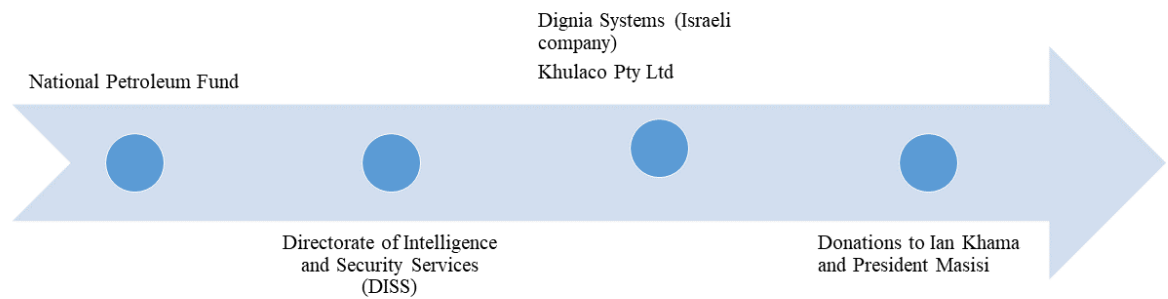 National Petroleum Fund
Directorate of Intelligence
and Security Services
(DISS)
Dignia Systems (Israeli
company)
Khulaco Pty Ltd
Donations to Ian Khama
and President Masisi